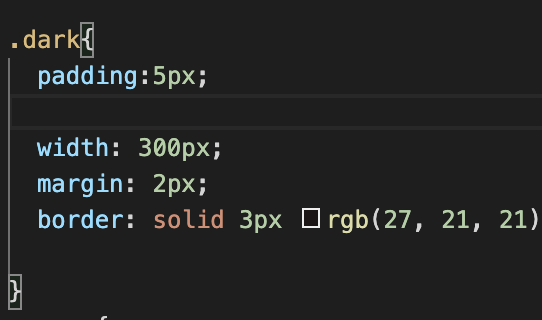 .dark{
padding:5px;
width: 300px;
margin: 2px;
border: solid 3px rgb(27, 21, 21)
}